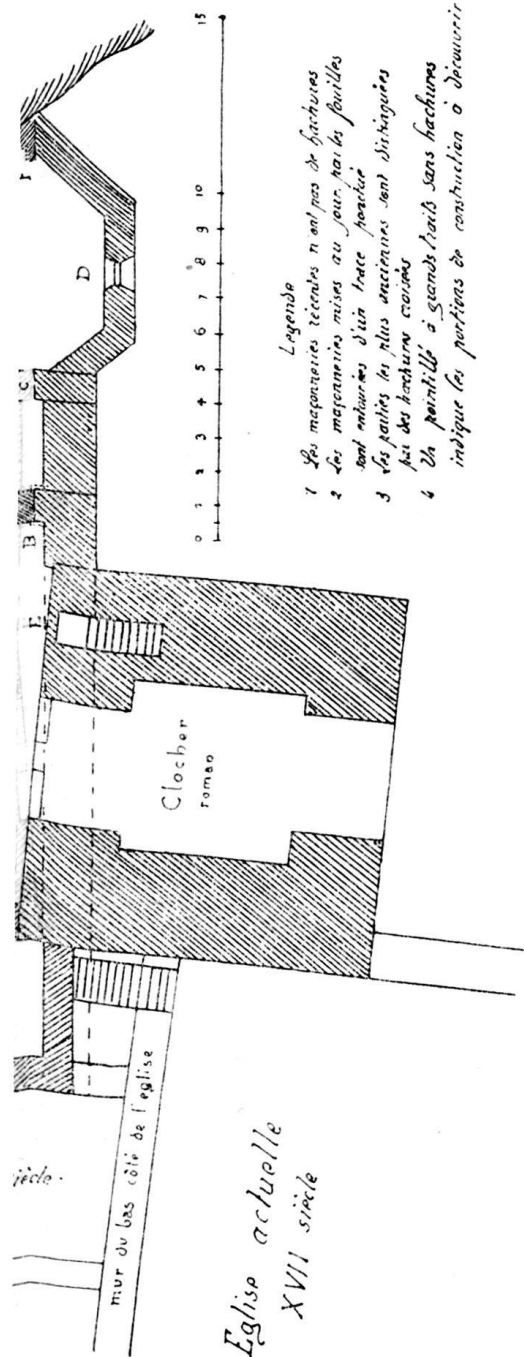 Legende
1 Les maçonneries récentes n ont pas de hachures
2 Les maçonneries mises au jour par les fouilles
sont entourées d'un tracé ponctué
3 Les parties les plus anciennes sont distinguées
par des hachures croisées
4 Un pointillé à grands traits sans hachures
indique les portions de construction à découvrir
0 1 2 3 4 5 6 7 8 9 10 15
B
C
D
E
Clocher
roman
mur du bas côté de l'eglise
siècle.
Eglise actuelle
XVII siècle